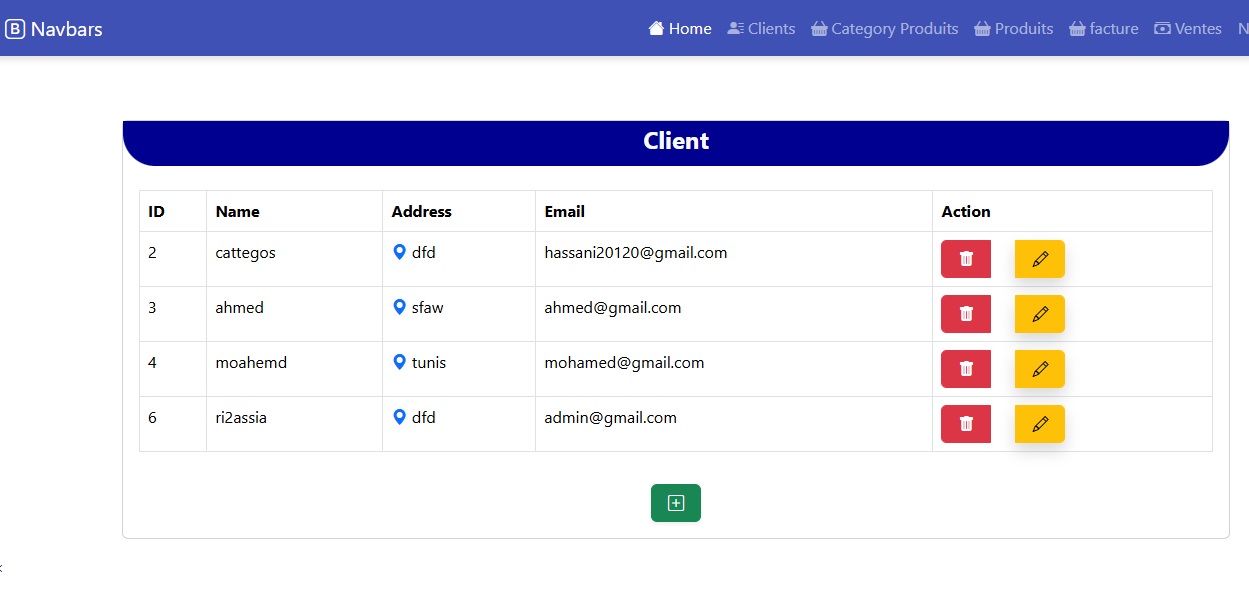 B Navbars Home Clients Category Produits Produits facture Ventes N
Client
ID Name Address Email Action
2 cattegos dfd hassani20120@gmail.com
3 ahmed sfaw ahmed@gmail.com
4 moahemd tunis mohamed@gmail.com
6 ri2assia dfd admin@gmail.com